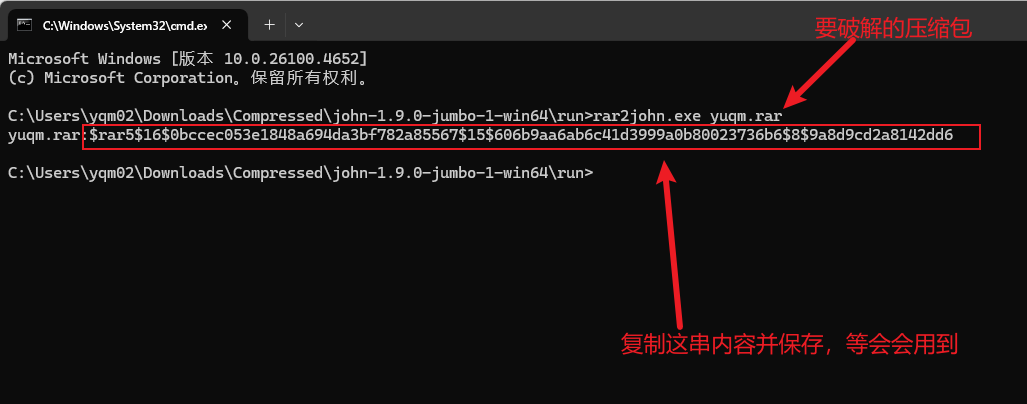 C:\Windows\System32\cmd.ex
要破解的压缩包
Microsoft Windows [版本 10.0.26100.4652]
(c) Microsoft Corporation。保留所有权利。
C:\Users\yqm02\Downloads\Compressed\john-1.9.0-jumbo-1-win64\run>rar2john.exe yuqm.rar
yuqm.rar:$rar5$16$0bccec053e1848a694da3bf782a85567$15$606b9aa6ab6c41d3999a0b80023736b6$8$9a8d9cd2a8142dd6
C:\Users\yqm02\Downloads\Compressed\john-1.9.0-jumbo-1-win64\run>
复制这串内容并保存，等会会用到